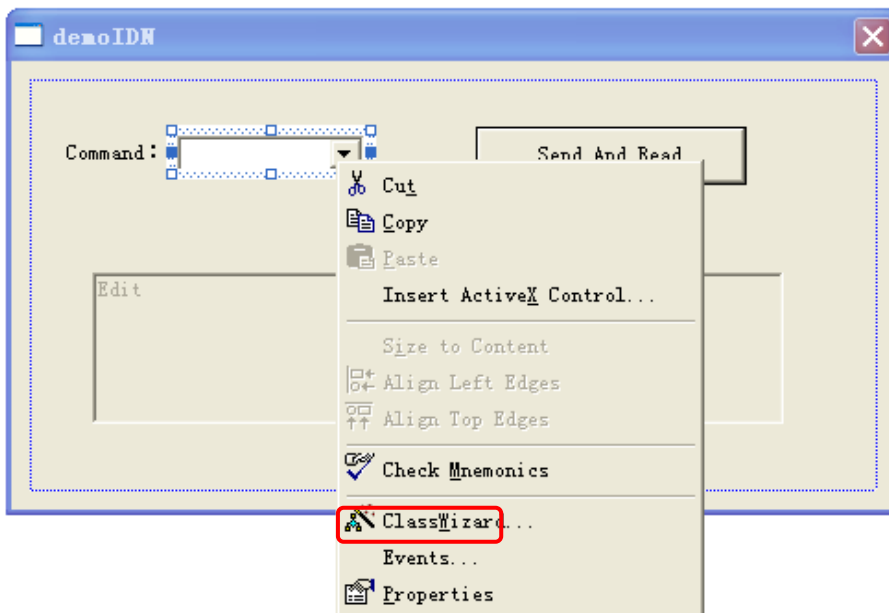 demoIDN
Command:
Send And Read
Edit
Cut
Copy
Paste
Insert ActiveX Control...
Size to Content
Align Left Edges
Align Top Edges
Check Mnemonics
ClassWizard...
Events...
Properties